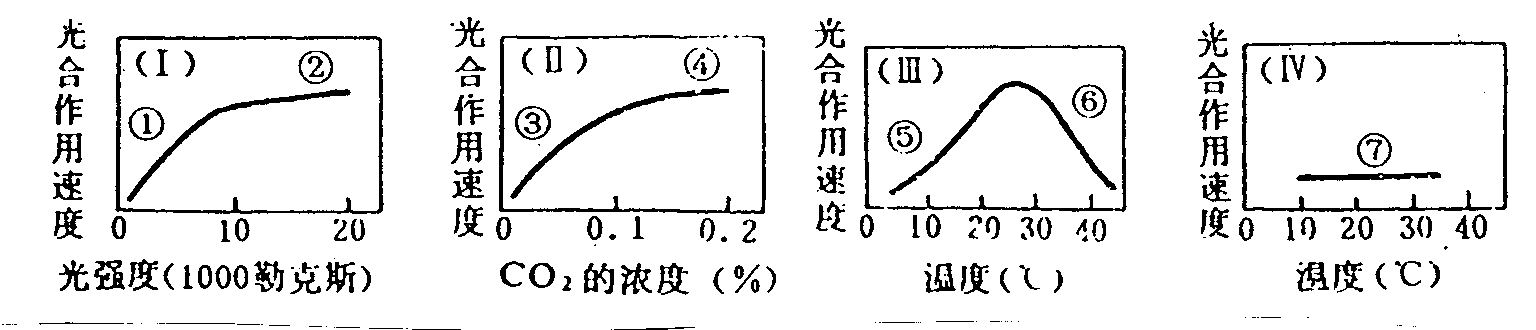 光合作用速度
(Ⅰ)
①
②
0 10 20
光强度(1000勒克斯)
光合作用速度
(Ⅱ)
③
④
0 0.1 0.2
CO₂的浓度(%)
光合作用速度
(Ⅲ)
⑤
⑥
0 10 20 30 40
温度(℃)
光合作用速度
(Ⅳ)
⑦
0 10 20 30 40
温度(℃)